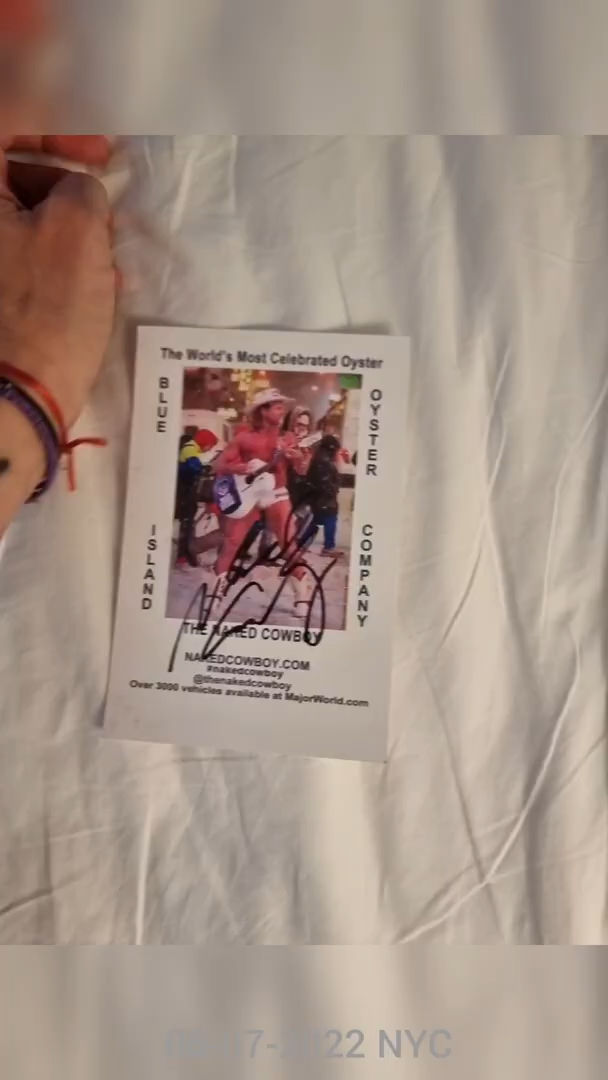 The World's Most Celebrated Oyster
BLUE
OYSTER
ISLAND
COMPANY
THE NAKED COWBOY
NAKEDCOWBOY.COM
#nakedcowboy
@thenakedcowboy
Over 3000 vehicles available at MajorWorld.com
NYC